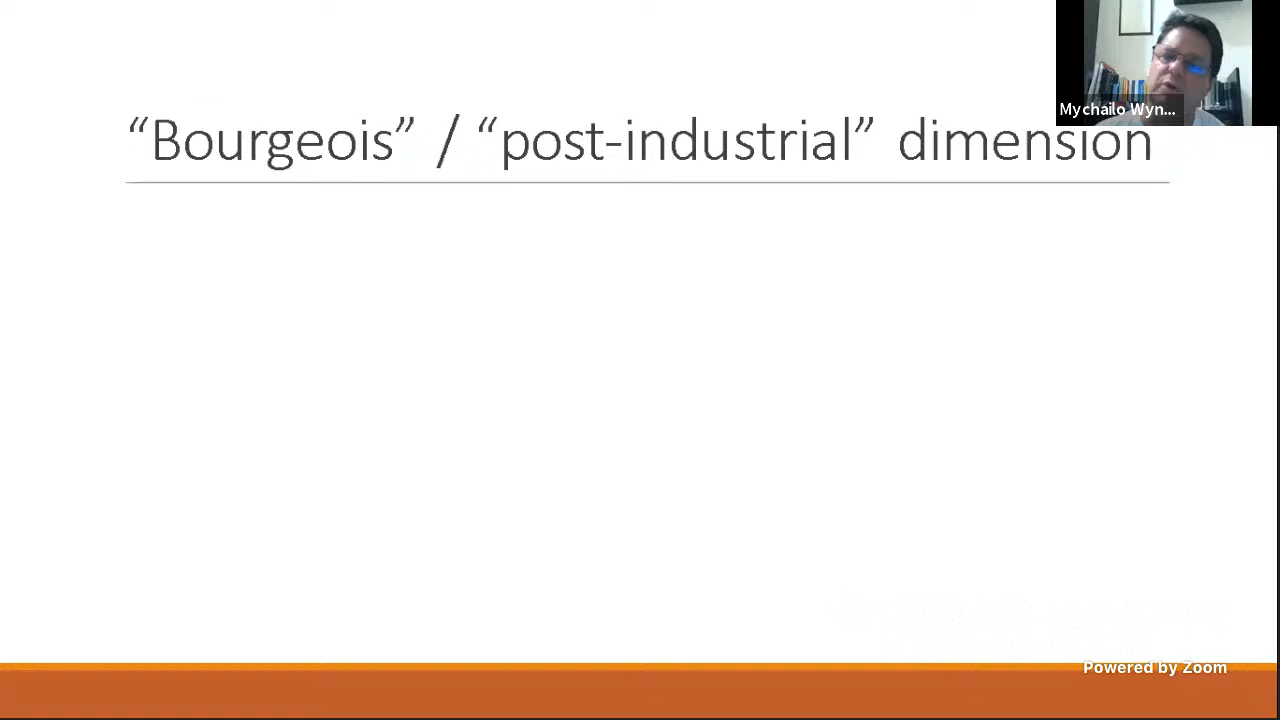 Mychailo Wyn...
“Bourgeois” / “post-industrial” dimension
Powered by Zoom